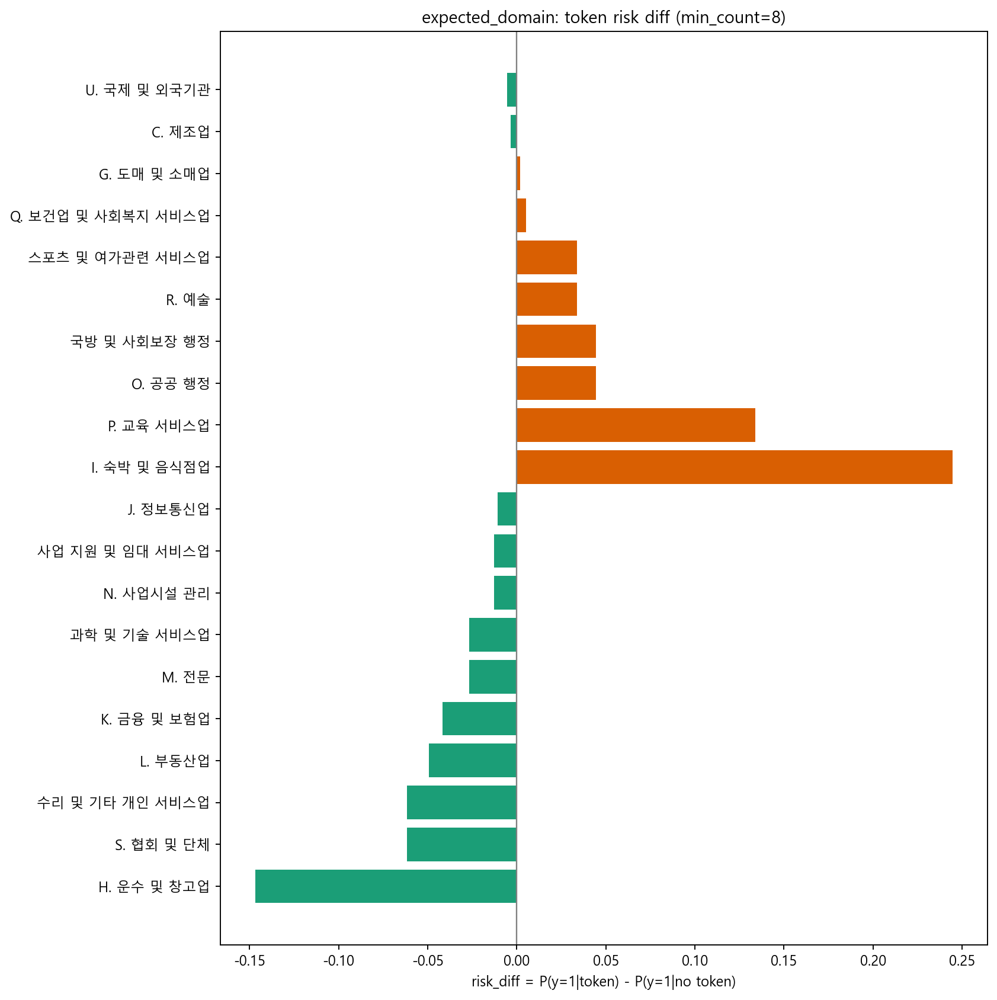 expected_domain: token risk diff (min_count=8)
U. 국제 및 외국기관
C. 제조업
G. 도매 및 소매업
Q. 보건업 및 사회복지 서비스업
스포츠 및 여가관련 서비스업
R. 예술
국방 및 사회보장 행정
O. 공공 행정
P. 교육 서비스업
I. 숙박 및 음식점업
J. 정보통신업
사업 지원 및 임대 서비스업
N. 사업시설 관리
과학 및 기술 서비스업
M. 전문
K. 금융 및 보험업
L. 부동산업
수리 및 기타 개인 서비스업
S. 협회 및 단체
H. 운수 및 창고업
-0.15 -0.10 -0.05 0.00 0.05 0.10 0.15 0.20 0.25
risk_diff = P(y=1|token) - P(y=1|no token)